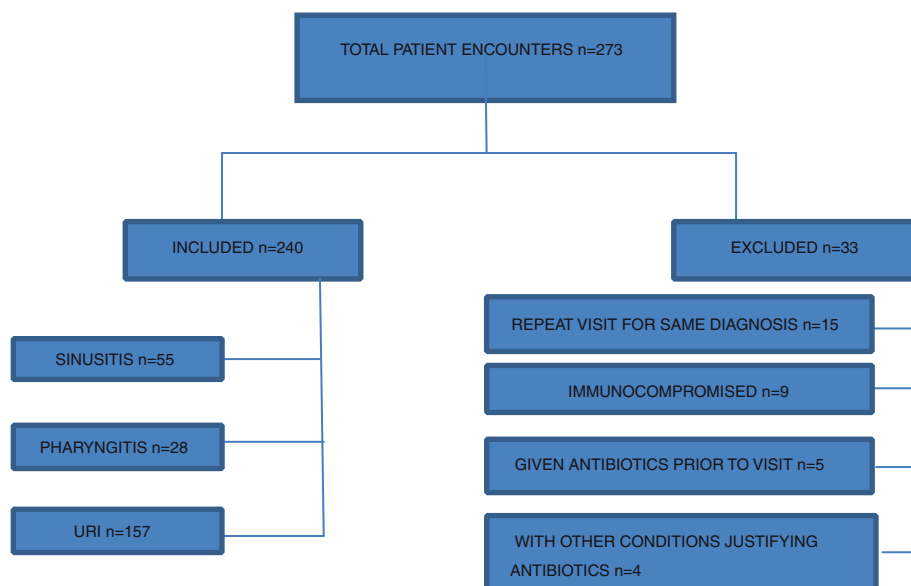 TOTAL PATIENT ENCOUNTERS n=273
INCLUDED n=240
EXCLUDED n=33
SINUSITIS n=55
PHARYNGITIS n=28
URI n=157
REPEAT VISIT FOR SAME DIAGNOSIS n=15
IMMUNOCOMPROMISED n=9
GIVEN ANTIBIOTICS PRIOR TO VISIT n=5
WITH OTHER CONDITIONS JUSTIFYING
ANTIBIOTICS n=4